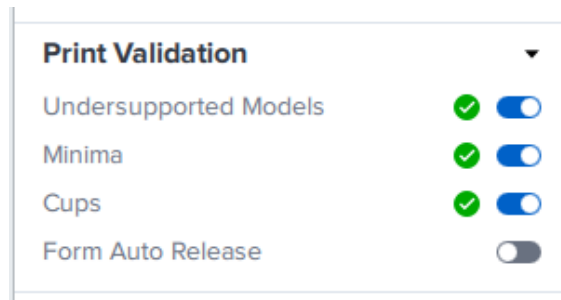 Print Validation
Undersupported Models
Minima
Cups
Form Auto Release